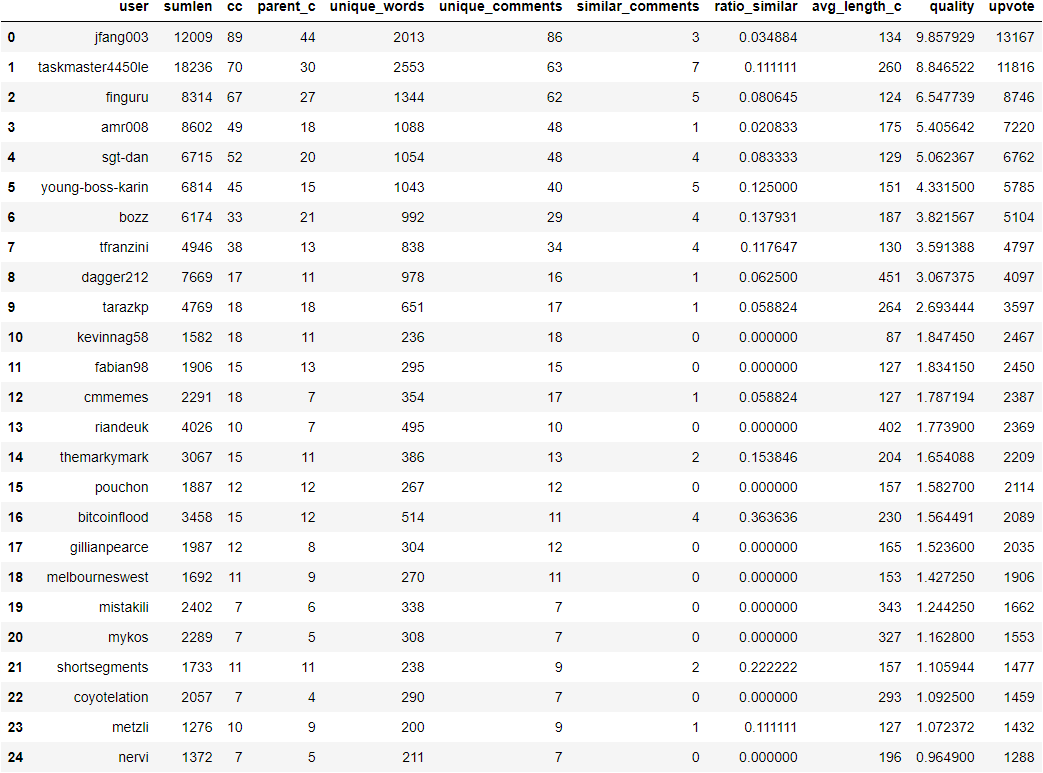 user sumlen cc parent_c unique_words unique_comments similar_comments ratio_similar avg_length_c quality upvote
0 jfang003 12009 89 44 2013 86 3 0.034884 134 9.857929 13167
1 taskmaster4450le 18236 70 30 2553 63 7 0.111111 260 8.846522 11816
2 finguru 8314 67 27 1344 62 5 0.080645 124 6.547739 8746
3 amr008 8602 49 18 1088 48 1 0.020833 175 5.405642 7220
4 sgt-dan 6715 52 20 1054 48 4 0.083333 129 5.062367 6762
5 young-boss-karin 6814 45 15 1043 40 5 0.125000 151 4.331500 5785
6 bozz 6174 33 21 992 29 4 0.137931 187 3.821567 5104
7 tfranzini 4946 38 13 838 34 4 0.117647 130 3.591388 4797
8 dagger212 7669 17 11 978 16 1 0.062500 451 3.067375 4097
9 tarazkp 4769 18 18 651 17 1 0.058824 264 2.693444 3597
10 kevinnag58 1582 18 11 236 18 0 0.000000 87 1.847450 2467
11 fabian98 1906 15 13 295 15 0 0.000000 127 1.834150 2450
12 cmmemes 2291 18 7 354 17 1 0.058824 127 1.787194 2387
13 riandeuk 4026 10 7 495 10 0 0.000000 402 1.773900 2369
14 themarkymark 3067 15 11 386 13 2 0.153846 204 1.654088 2209
15 pouchon 1887 12 12 267 12 0 0.000000 157 1.582700 2114
16 bitcoinflood 3458 15 12 514 11 4 0.363636 230 1.564491 2089
17 gillianpearce 1987 12 8 304 12 0 0.000000 165 1.523600 2035
18 melbourneswest 1692 11 9 270 11 0 0.000000 153 1.427250 1906
19 mistakili 2402 7 6 338 7 0 0.000000 343 1.244250 1662
20 mykos 2289 7 5 308 7 0 0.000000 327 1.162800 1553
21 shortsegments 1733 11 11 238 9 2 0.222222 157 1.105944 1477
22 coyotelation 2057 7 4 290 7 0 0.000000 293 1.092500 1459
23 metzli 1276 10 9 200 9 1 0.111111 127 1.072372 1432
24 nervi 1372 7 5 211 7 0 0.000000 196 0.964900 1288